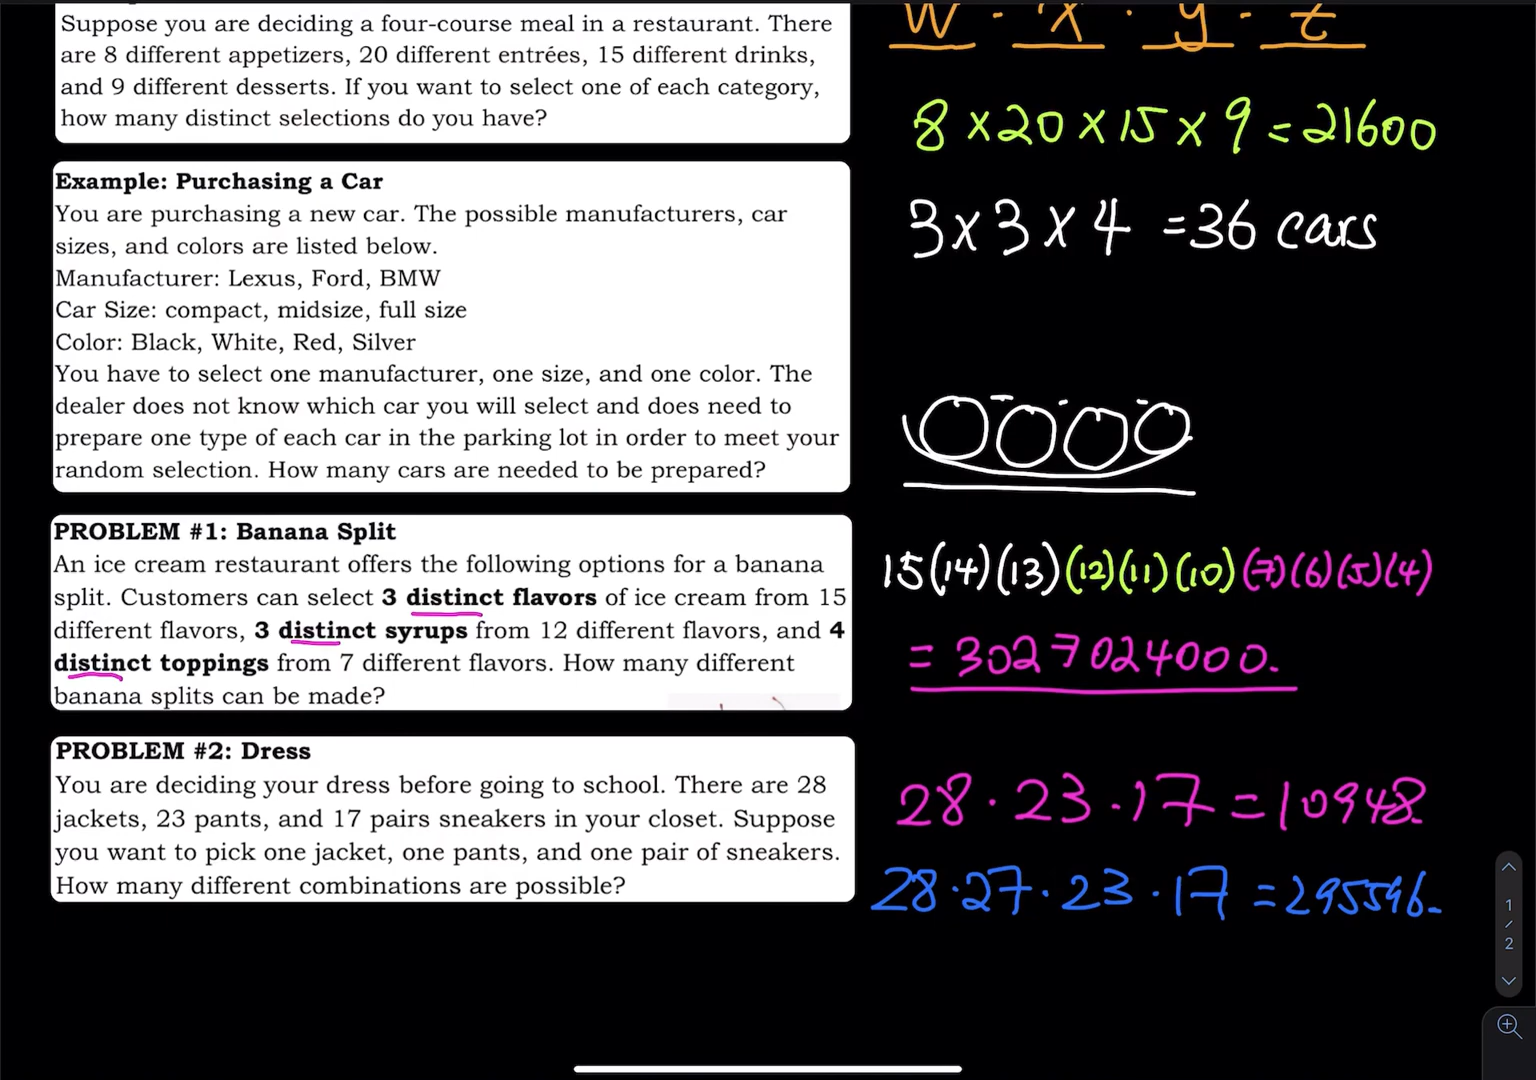 Suppose you are deciding a four-course meal in a restaurant. There
are 8 different appetizers, 20 different entrées, 15 different drinks,
and 9 different desserts. If you want to select one of each category,
how many distinct selections do you have?
W · x · y · z
8 × 20 × 15 × 9 = 21600
Example: Purchasing a Car
You are purchasing a new car. The possible manufacturers, car
sizes, and colors are listed below.
Manufacturer: Lexus, Ford, BMW
Car Size: compact, midsize, full size
Color: Black, White, Red, Silver
You have to select one manufacturer, one size, and one color. The
dealer does not know which car you will select and does need to
prepare one type of each car in the parking lot in order to meet your
random selection. How many cars are needed to be prepared?
3 × 3 × 4 = 36 cars
PROBLEM #1: Banana Split
An ice cream restaurant offers the following options for a banana
split. Customers can select 3 distinct flavors of ice cream from 15
different flavors, 3 distinct syrups from 12 different flavors, and 4
distinct toppings from 7 different flavors. How many different
banana splits can be made?
15(14)(13)(12)(11)(10)(7)(6)(5)(4)
= 3027024000.
PROBLEM #2: Dress
You are deciding your dress before going to school. There are 28
jackets, 23 pants, and 17 pairs sneakers in your closet. Suppose
you want to pick one jacket, one pants, and one pair of sneakers.
How many different combinations are possible?
28 · 23 · 17 = 10948.
28 · 27 · 23 · 17 = 295596.
1
/
2